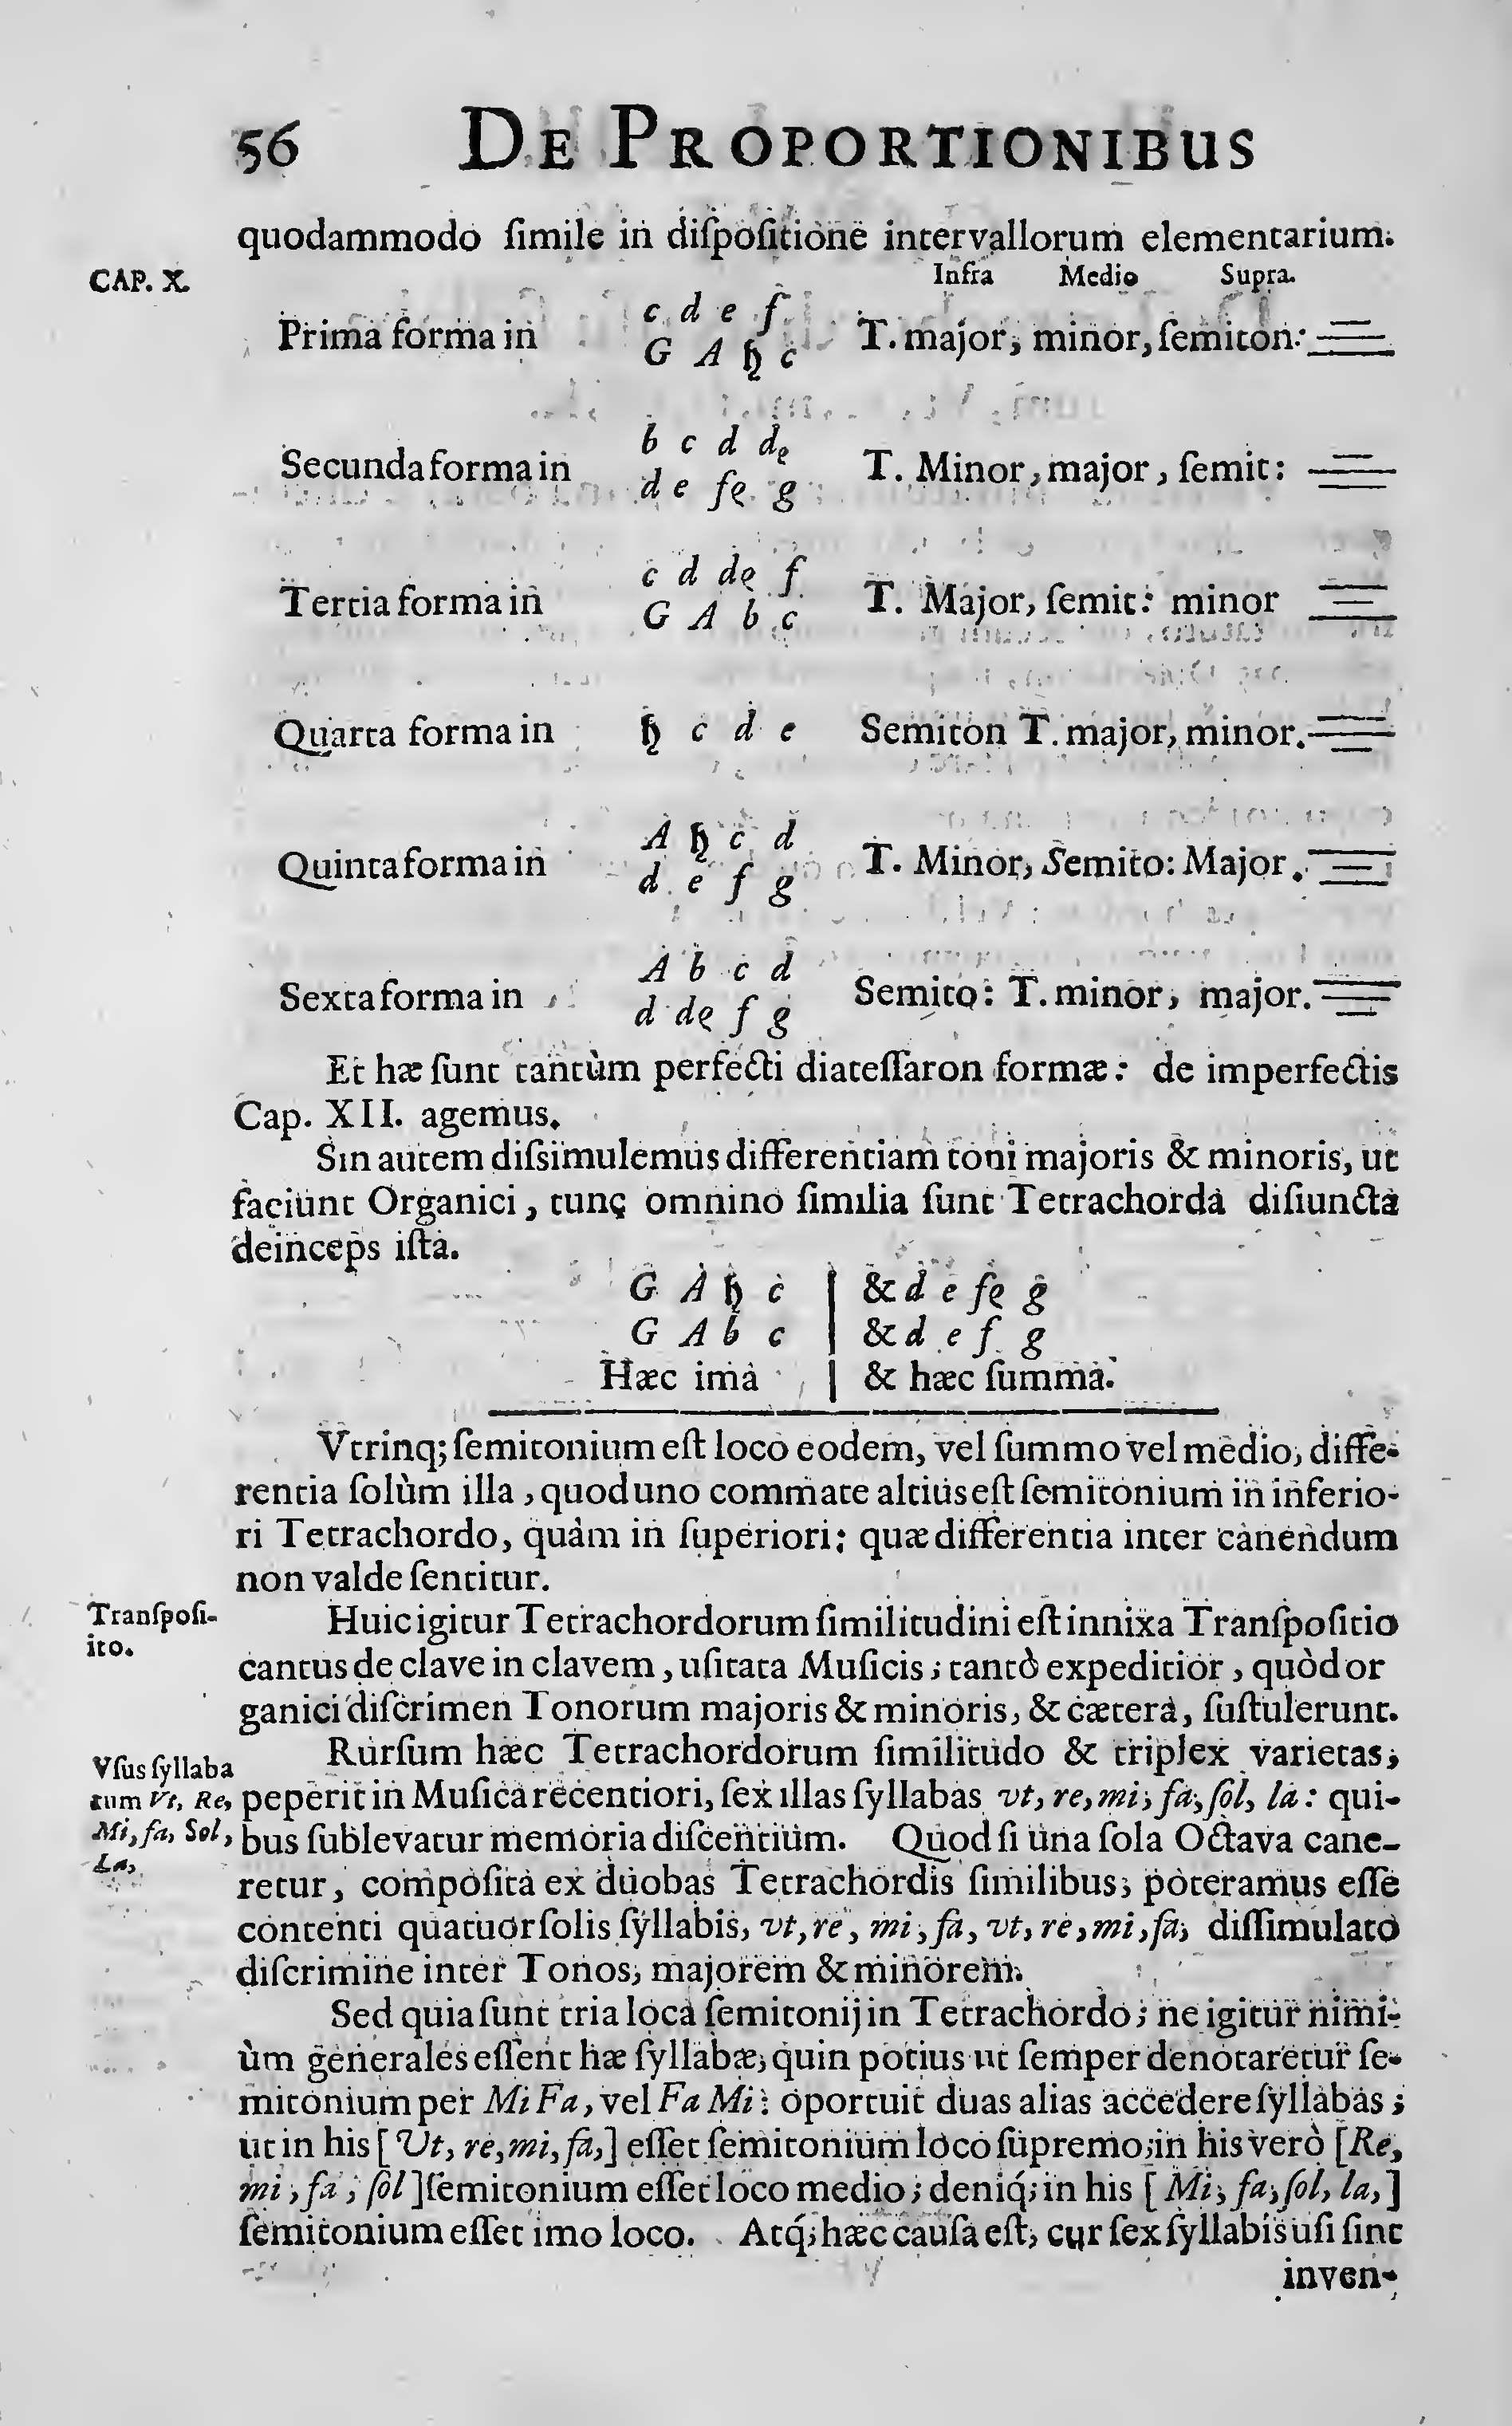 56 DE PROPORTIONIBUS
quodammodo ſimile in diſpoſitione intervallorum elementarium.
CAP. X.
Infra Medio Supra.
c d e f
Prima forma in T. major, minor, ſemiton:
G A ♮ c
b c d dę
Secunda forma in T. Minor, major, ſemit:
d e fę g
c d dę f
Tertia forma in T. Major, ſemit: minor
G A b c
Quarta forma in ♮ c d e Semiton T. major, minor.
A ♮ c d
Quinta forma in T. Minor, Semito: Major.
d e f g
A b c d
Sexta forma in Semito: T. minor, major.
d dę f g
Et hæ ſunt tantùm perfecti diateſſaron formæ: de imperfectis
Cap. XII. agemus.
Sin autem diſsimulemus differentiam toni majoris & minoris, ut
faciunt Organici, tunç omnino ſimilia ſunt Tetrachorda diſiuncta
deinceps iſta.
G A ♮ c | & d e fę g
G A b c | & d e f g
Hæc ima | & hæc ſumma.
Vtrinq; ſemitonium eſt loco eodem, vel ſummo vel medio, diffe-
rentia ſolùm illa, quod uno commate altius eſt ſemitonium in inferio-
ri Tetrachordo, quàm in ſuperiori; quæ differentia inter canendum
non valde ſentitur.
Tranſpoſi-
ito.
Huic igitur Tetrachordorum ſimilitudini eſt innixa Tranſpoſitio
cantus de clave in clavem, uſitata Muſicis; tantò expeditior, quòd or
ganici diſcrimen Tonorum majoris & minoris, & cætera, ſuſtulerunt.
Vſus ſyllaba
rum Vt, Re,
Mi, fa, Sol,
La,
Rurſum hæc Tetrachordorum ſimilitudo & triplex varietas,
peperit in Muſica recentiori, ſex illas ſyllabas vt, re, mi, fa, ſol, la: qui-
bus ſublevatur memoria diſcentium. Quod ſi una ſola Octava cane-
retur, compoſita ex duobas Tetrachordis ſimilibus; poteramus eſſe
contenti quatuor ſolis ſyllabis, vt, re, mi, fa, vt, re, mi, fa, diſſimulato
diſcrimine inter Tonos, majorem & minorem.
Sed quia ſunt tria loca ſemitonij in Tetrachordo; ne igitur nimi-
ùm generales eſſent hæ ſyllabæ, quin potius ut ſemper denotaretur ſe-
mitonium per Mi Fa, vel Fa Mi: oportuit duas alias accedere ſyllabas;
ut in his [Vt, re, mi, fa,] eſſet ſemitonium loco ſupremo; in his verò [Re,
mi, fa, ſol] ſemitonium eſſet loco medio; deniq́; in his [Mi, fa, ſol, la,]
ſemitonium eſſet imo loco. Atq́; hæc cauſa eſt, cur ſex ſyllabis uſi ſint
inven-